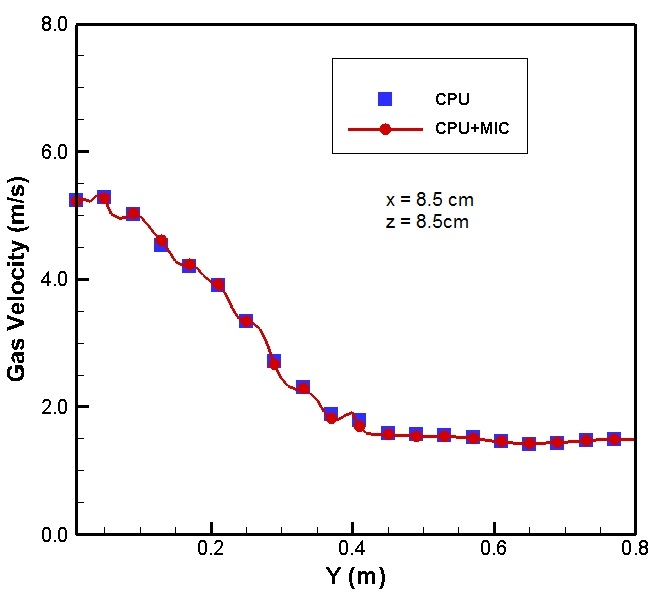 8.0
CPU
CPU+MIC
6.0
x = 8.5 cm
z = 8.5cm
Gas Velocity (m/s)
4.0
2.0
0.0
0.2
0.4
0.6
0.8
Y (m)